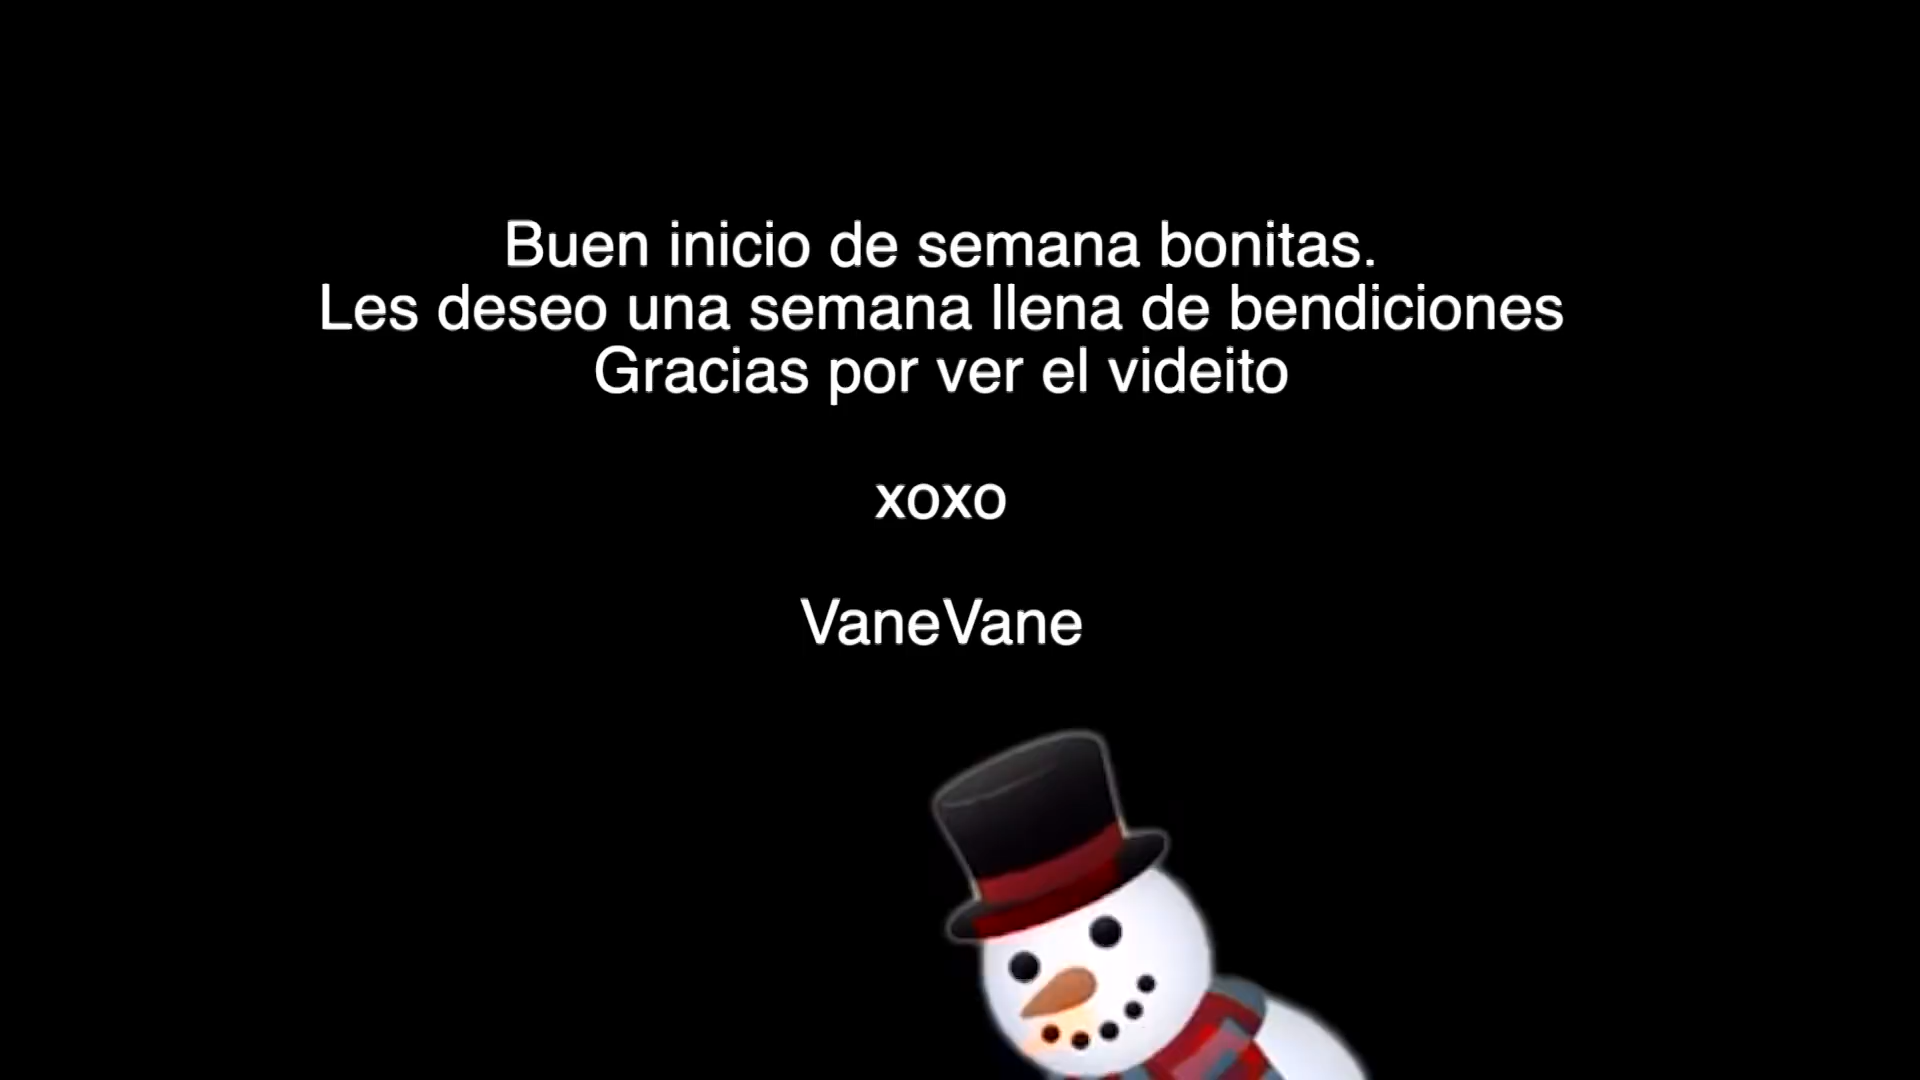 Buen inicio de semana bonitas.
Les deseo una semana llena de bendiciones
Gracias por ver el videito
xoxo
VaneVane